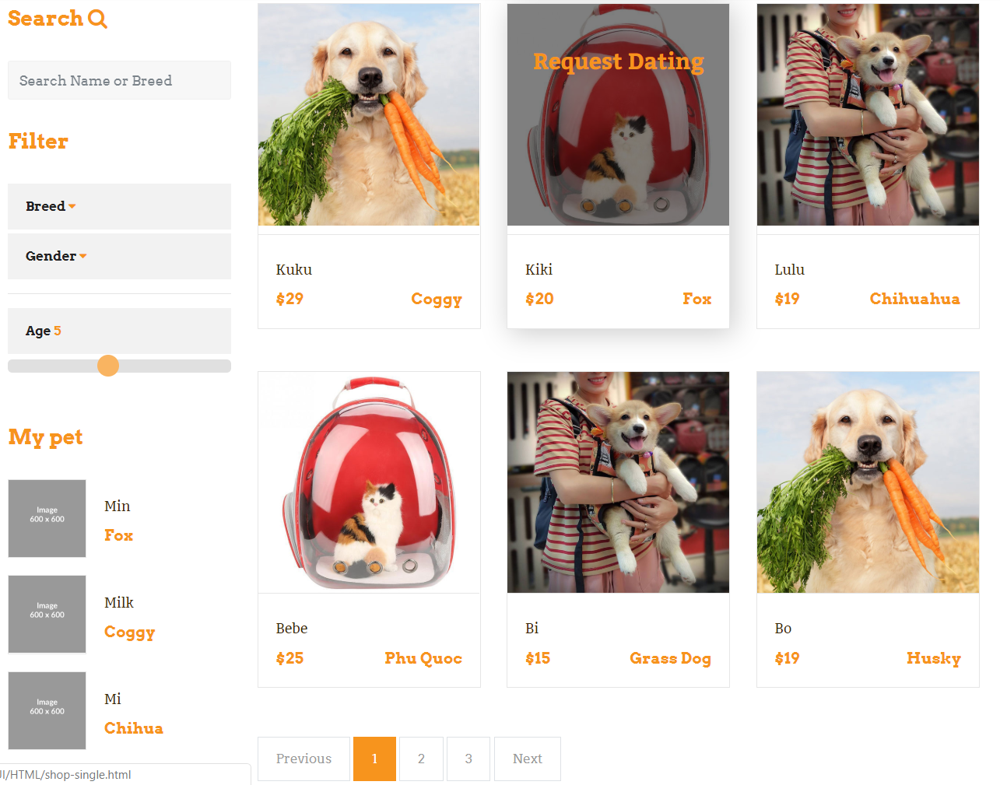 Search
Search Name or Breed
Filter
Breed
Gender
Age 5
My pet
Image
600 x 600
Min
Fox
Image
600 x 600
Milk
Coggy
Image
600 x 600
Mi
Chihua
Kuku
$29 Coggy
Request Dating
Kiki
$20 Fox
Lulu
$19 Chihuahua
Bebe
$25 Phu Quoc
Bi
$15 Grass Dog
Bo
$19 Husky
Previous 1 2 3 Next
I/HTML/shop-single.html